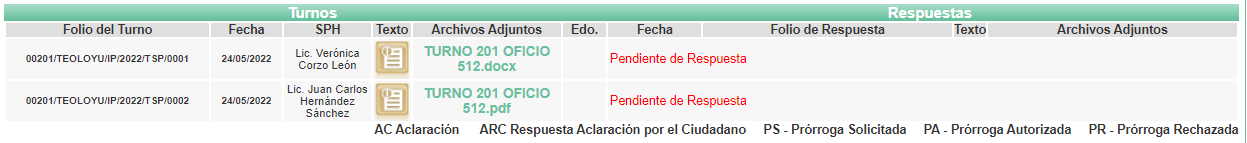 Turnos Respuestas
Folio del Turno Fecha SPH Texto Archivos Adjuntos Edo. Fecha Folio de Respuesta Texto Archivos Adjuntos
00201/TEOLOYU/IP/2022/TSP/0001 24/05/2022 Lic. Verónica Corzo León TURNO 201 OFICIO 512.docx Pendiente de Respuesta
00201/TEOLOYU/IP/2022/TSP/0002 24/05/2022 Lic. Juan Carlos Hernández Sánchez TURNO 201 OFICIO 512.pdf Pendiente de Respuesta
AC Aclaración ARC Respuesta Aclaración por el Ciudadano PS - Prórroga Solicitada PA - Prórroga Autorizada PR - Prórroga Rechazada